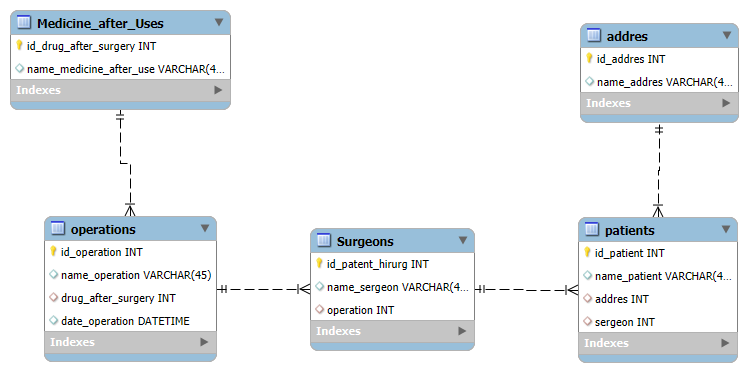 Medicine_after_Uses
id_drug_after_surgery INT
name_medicine_after_use VARCHAR(4...
Indexes
addres
id_addres INT
name_addres VARCHAR(4...
Indexes
operations
id_operation INT
name_operation VARCHAR(45)
drug_after_surgery INT
date_operation DATETIME
Indexes
Surgeons
id_patent_hirurg INT
name_sergeon VARCHAR(4...
operation INT
Indexes
patients
id_patient INT
name_patient VARCHAR(4...
addres INT
sergeon INT
Indexes